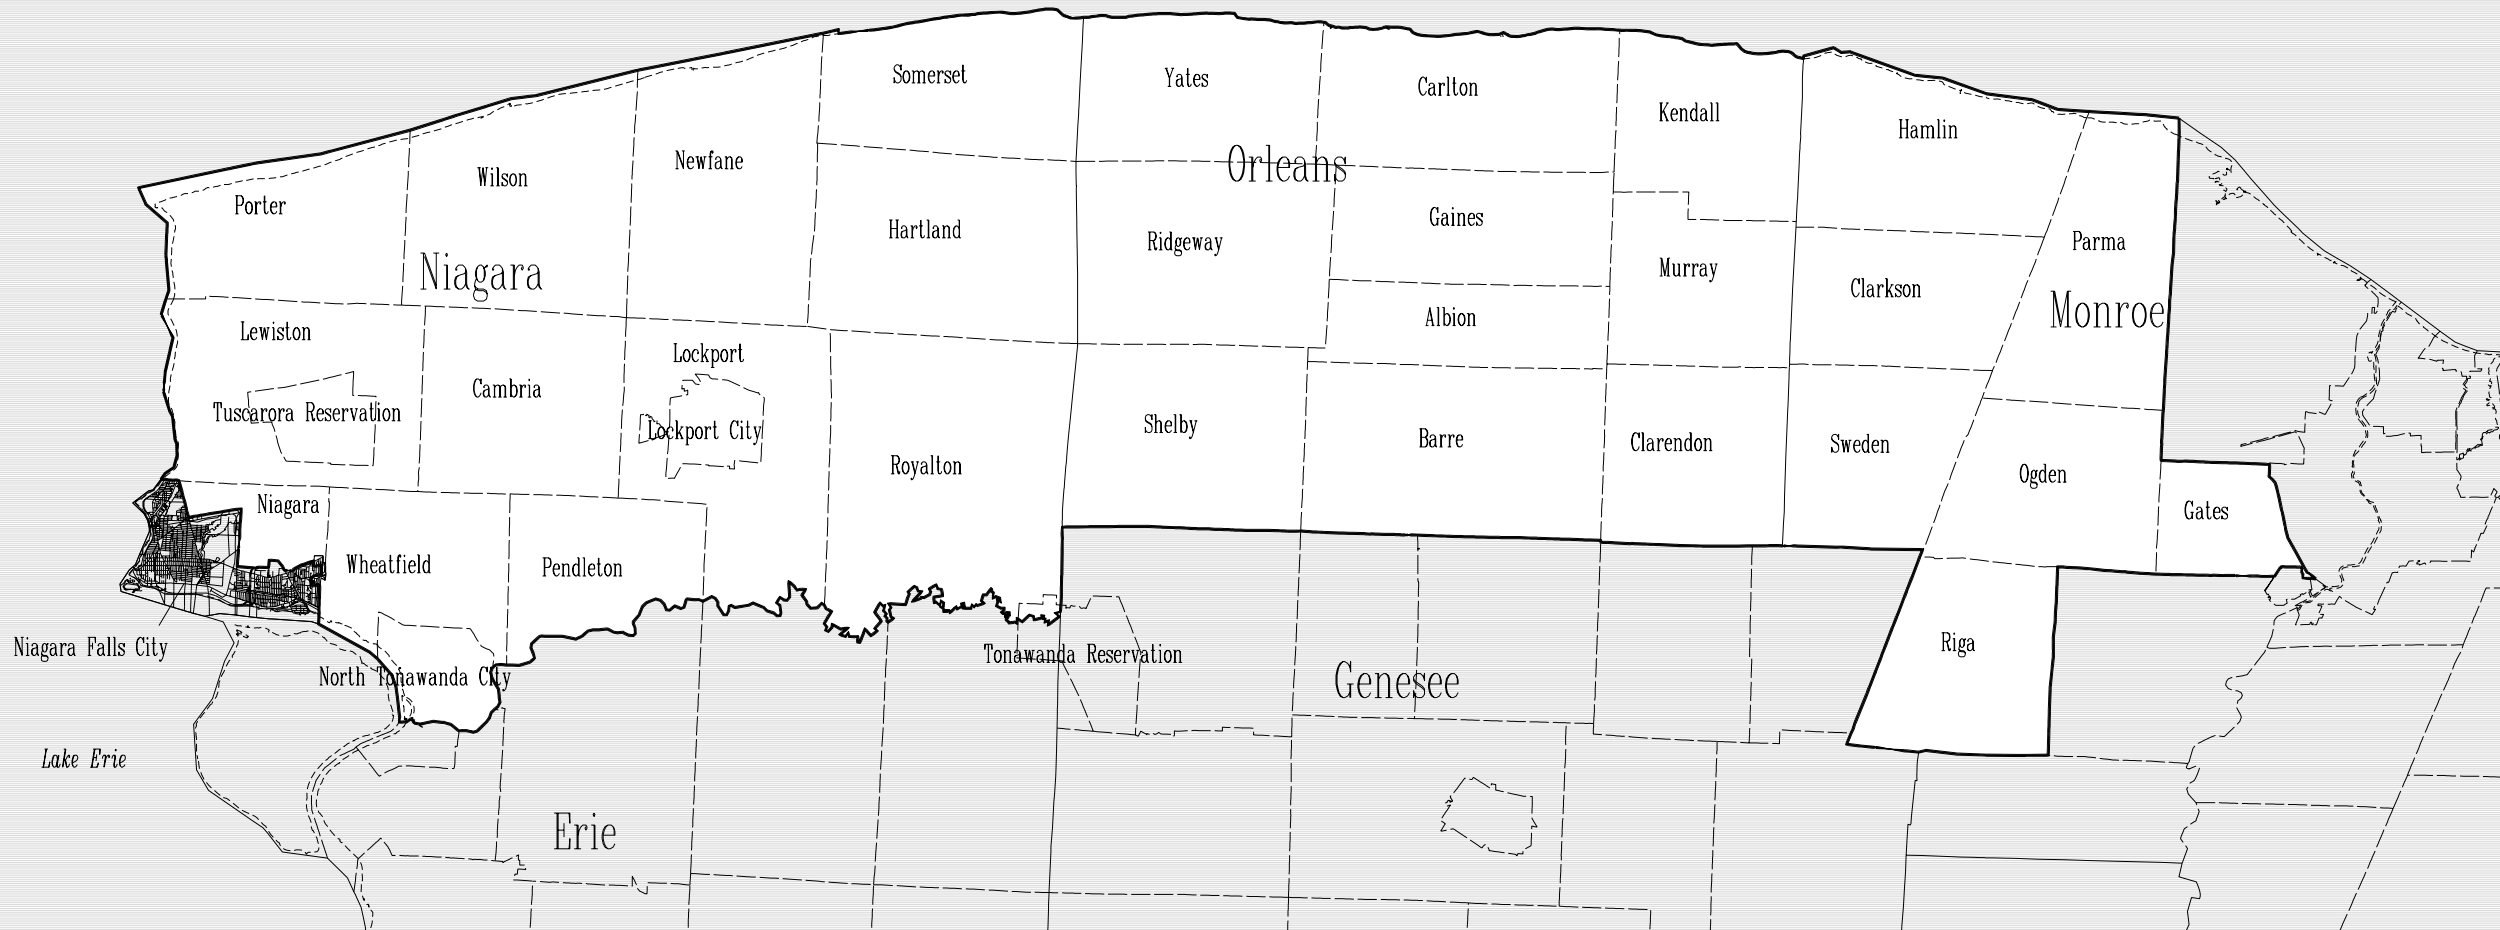 Somerset
Yates
Carlton
Kendall
Hamlin
Newfane
Orleans
Wilson
Porter
Gaines
Hartland
Ridgeway
Parma
Niagara
Murray
Clarkson
Monroe
Albion
Lewiston
Lockport
Cambria
Tuscarora Reservation
Shelby
Lockport City
Barre
Clarendon
Sweden
Royalton
Ogden
Niagara
Gates
Wheatfield
Pendleton
Riga
Niagara Falls City
Tonawanda Reservation
North Tonawanda City
Genesee
Lake Erie
Erie